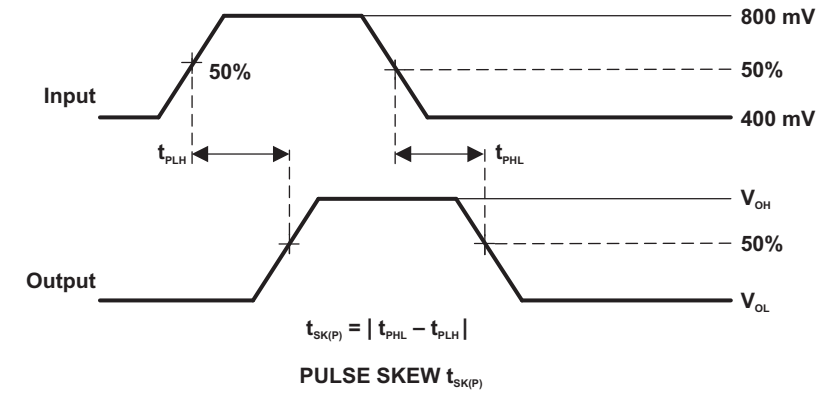 800 mV
50%
50%
Input
400 mV
tPLH
tPHL
VOH
50%
Output
VOL
tSK(P) = | tPHL – tPLH |
PULSE SKEW tSK(P)